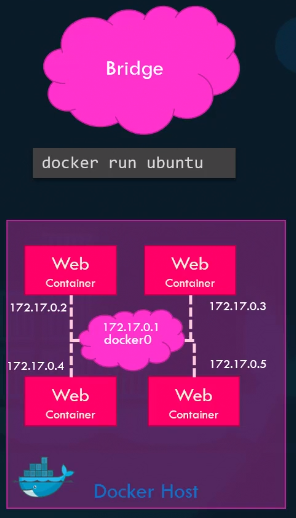 Bridge
docker run ubuntu
Web
Container
Web
Container
172.17.0.2
172.17.0.3
172.17.0.1
docker0
172.17.0.4
172.17.0.5
Web
Container
Web
Container
Docker Host